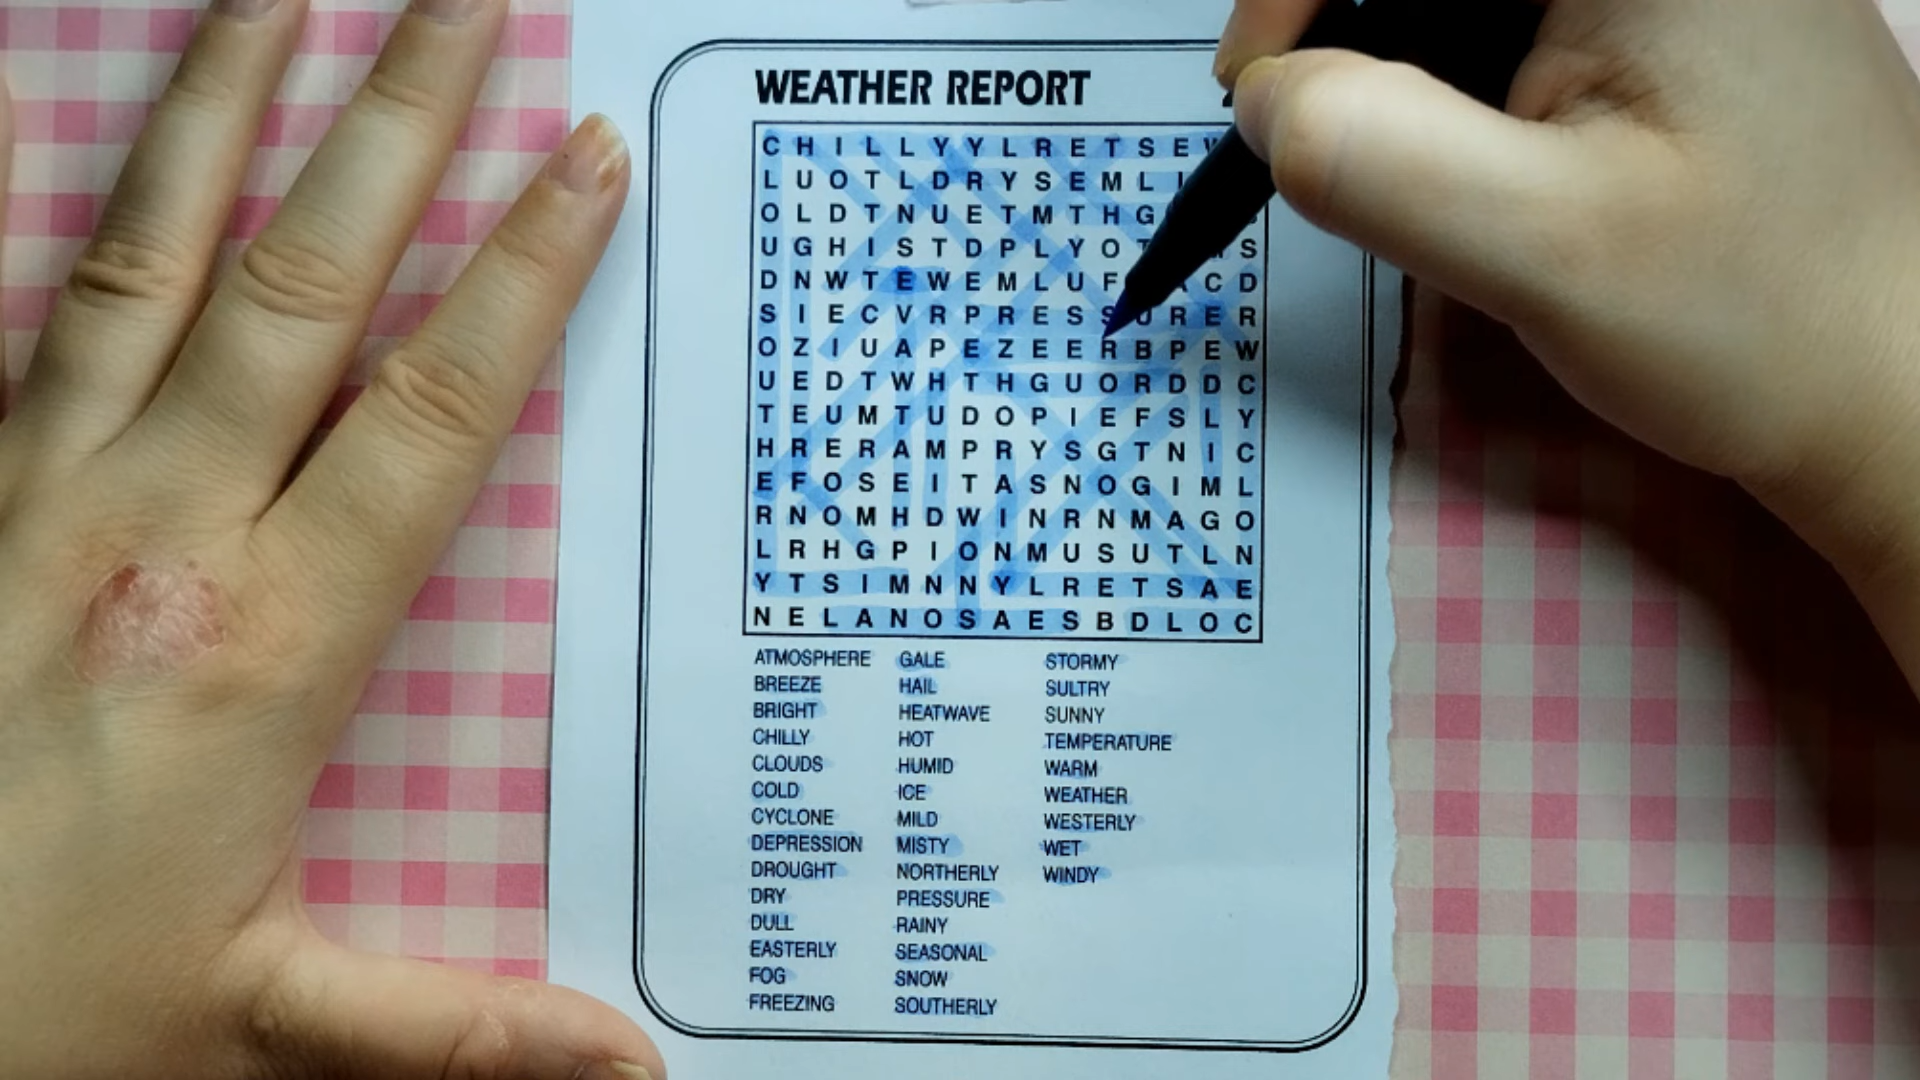 WEATHER REPORT
C H I L L Y Y L R E T S E W
L U O T L D R Y S E M L I
O L D T N U E T M T H G
U G H I S T D P L Y O T S
D N W T E W E M L U F A C D
S I E C V R P R E S S U R E R
O Z I U A P E Z E E R B P E W
U E D T W H T H G U O R D D C
T E U M T U D O P I E F S L Y
H R E R A M P R Y S G T N I C
E F O S E I T A S N O G I M L
R N O M H D W I N R N M A G O
L R H G P I O N M U S U T L N
Y T S I M N N Y L R E T S A E
N E L A N O S A E S B D L O C
ATMOSPHERE GALE STORMY
BREEZE HAIL SULTRY
BRIGHT HEATWAVE SUNNY
CHILLY HOT TEMPERATURE
CLOUDS HUMID WARM
COLD ICE WEATHER
CYCLONE MILD WESTERLY
DEPRESSION MISTY WET
DROUGHT NORTHERLY WINDY
DRY PRESSURE
DULL RAINY
EASTERLY SEASONAL
FOG SNOW
FREEZING SOUTHERLY